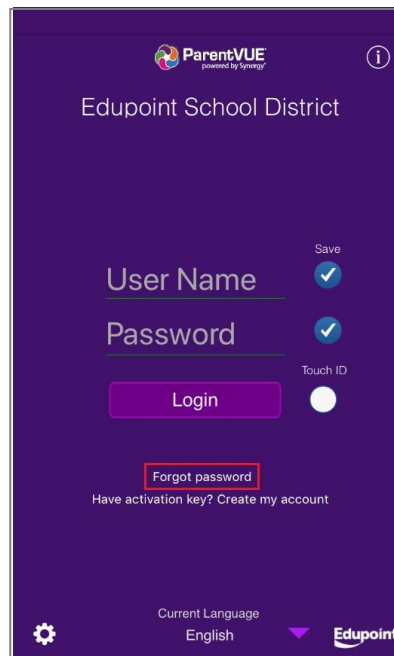 ParentVUE
powered by Synergy
i
Edupoint School District
Save
User Name
Password
Touch ID
Login
Forgot password
Have activation key? Create my account
Current Language
English
Edupoint